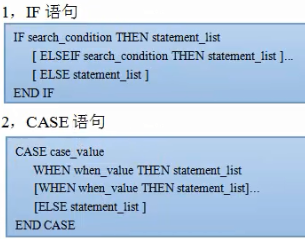 1，IF 语句
IF search_condition THEN statement_list
[ ELSEIF search_condition THEN statement_list ]...
[ ELSE statement_list ]
END IF
2，CASE 语句
CASE case_value
WHEN when_value THEN statement_list
[WHEN when_value THEN statement_list]...
[ELSE statement_list ]
END CASE